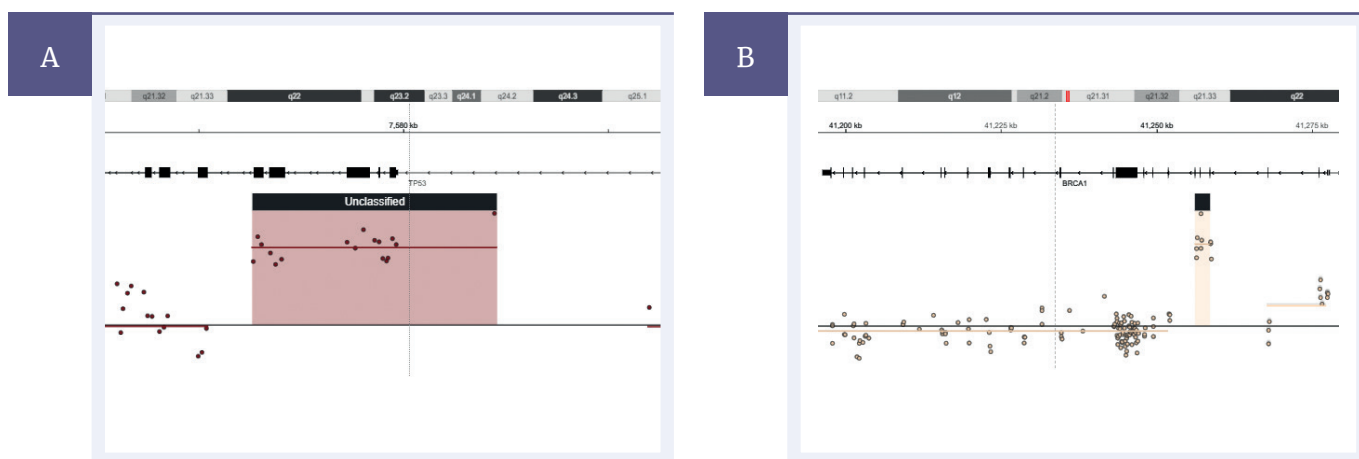 A
q21.32 q21.33 q22 q23.2 q23.3 q24.1 q24.2 q24.3 q25.1
7,580 kb
TP53
Unclassified
B
q11.2 q12 q21.2 q21.31 q21.32 q21.33 q22
41,200 kb 41,225 kb 41,250 kb 41,275 kb
BRCA1